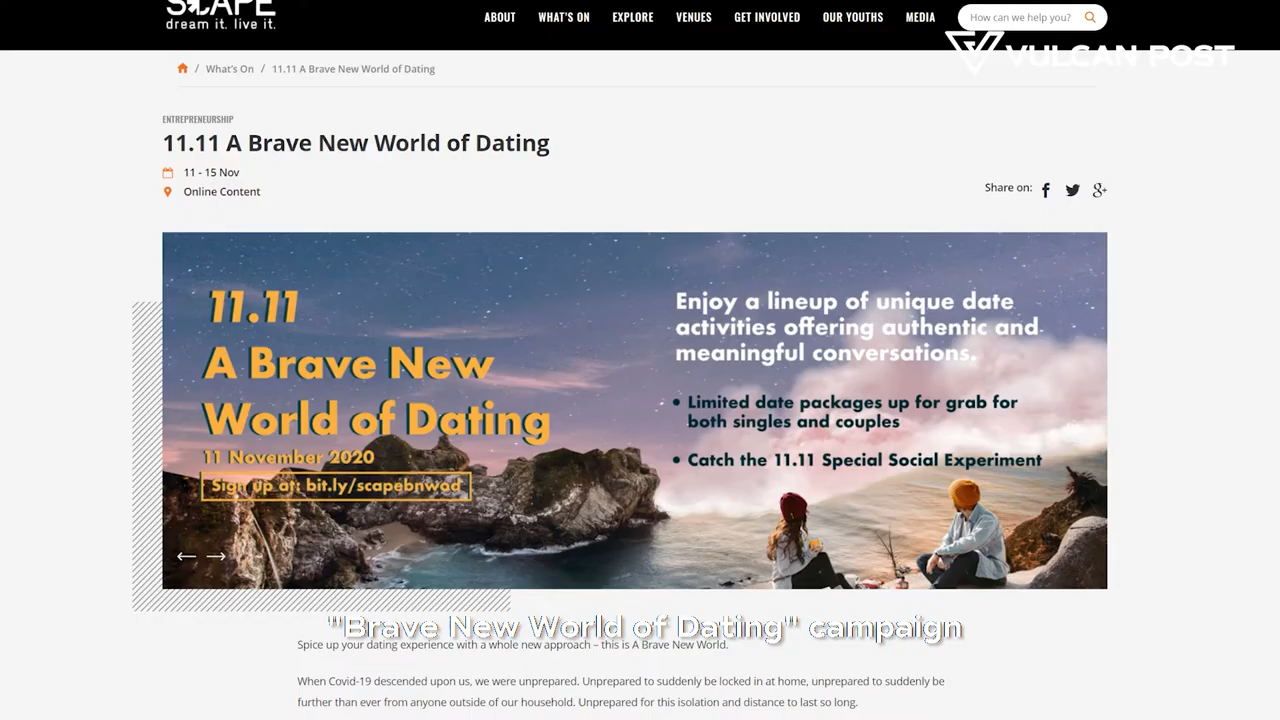 SCAPE
dream it. live it.
ABOUT WHAT'S ON EXPLORE VENUES GET INVOLVED OUR YOUTHS MEDIA
How can we help you?
VULCAN POST
/ What's On / 11.11 A Brave New World of Dating
ENTREPRENEURSHIP
11.11 A Brave New World of Dating
11 - 15 Nov
Online Content
Share on:
11.11
A Brave New
World of Dating
11 November 2020
Sign up at: bit.ly/scapebnwod
Enjoy a lineup of unique date
activities offering authentic and
meaningful conversations.
• Limited date packages up for grab for
both singles and couples
• Catch the 11.11 Special Social Experiment
"Brave New World of Dating" campaign
Spice up your dating experience with a whole new approach – this is A Brave New World.
When Covid-19 descended upon us, we were unprepared. Unprepared to suddenly be locked in at home, unprepared to suddenly be
further than ever from anyone outside of our household. Unprepared for this isolation and distance to last so long.